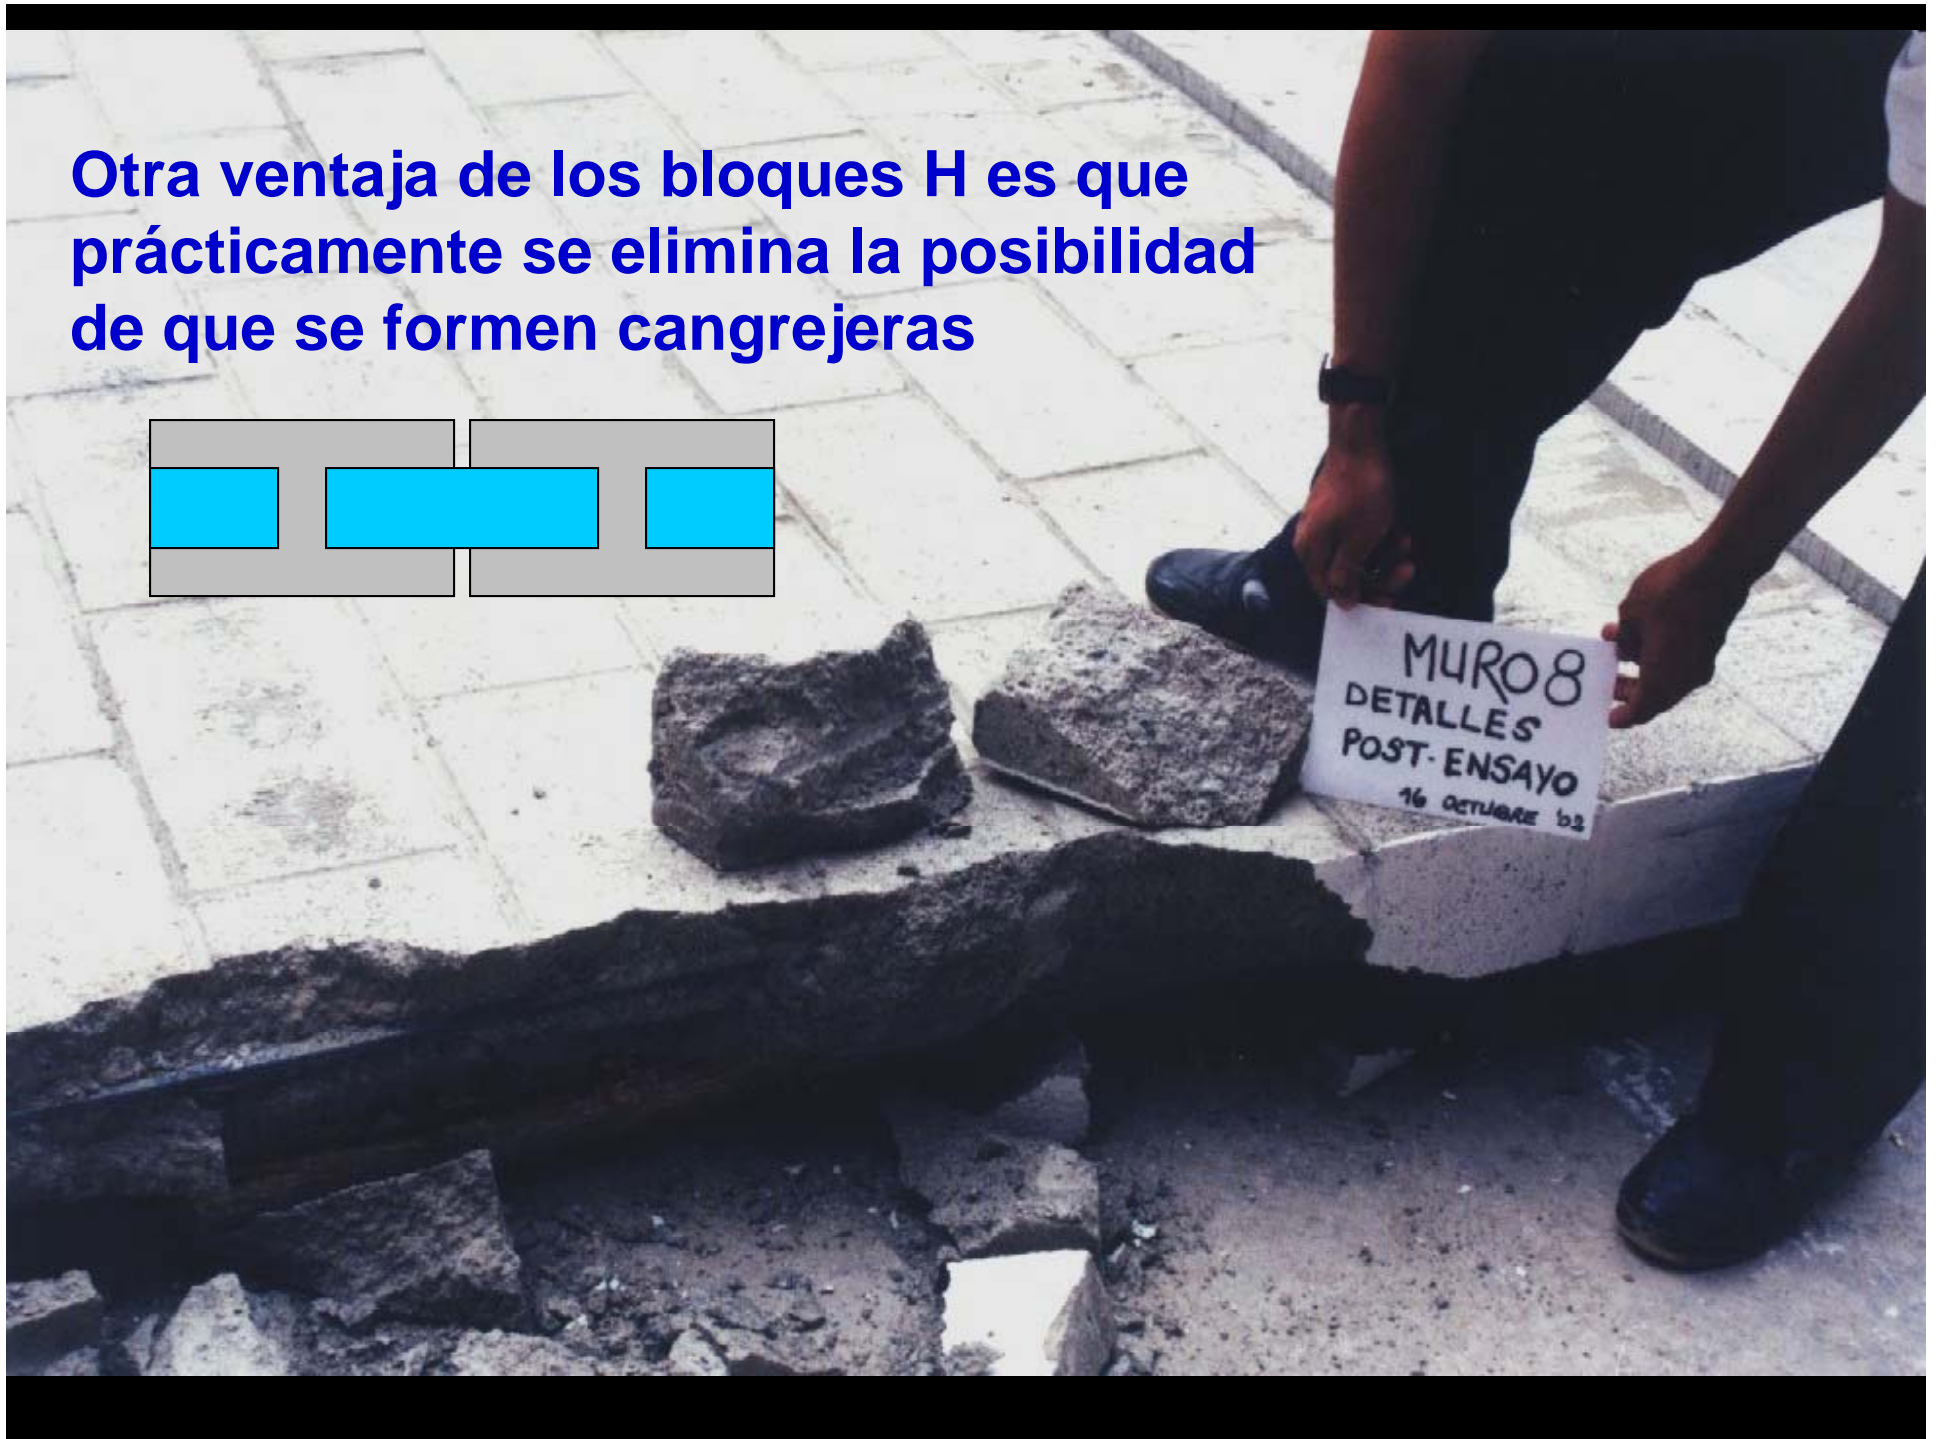 Otra ventaja de los bloques H es que
prácticamente se elimina la posibilidad
de que se formen cangrejeras
MURO 8
DETALLES
POST-ENSAYO
16 OCTUBRE '02